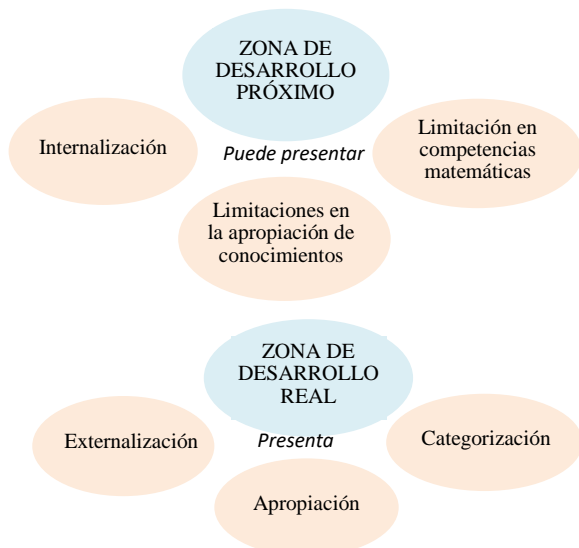 ZONA DE
DESARROLLO
PRÓXIMO
Internalización
Puede presentar
Limitación en
competencias
matemáticas
Limitaciones en
la apropiación de
conocimientos
ZONA DE
DESARROLLO
REAL
Externalización
Presenta
Categorización
Apropiación